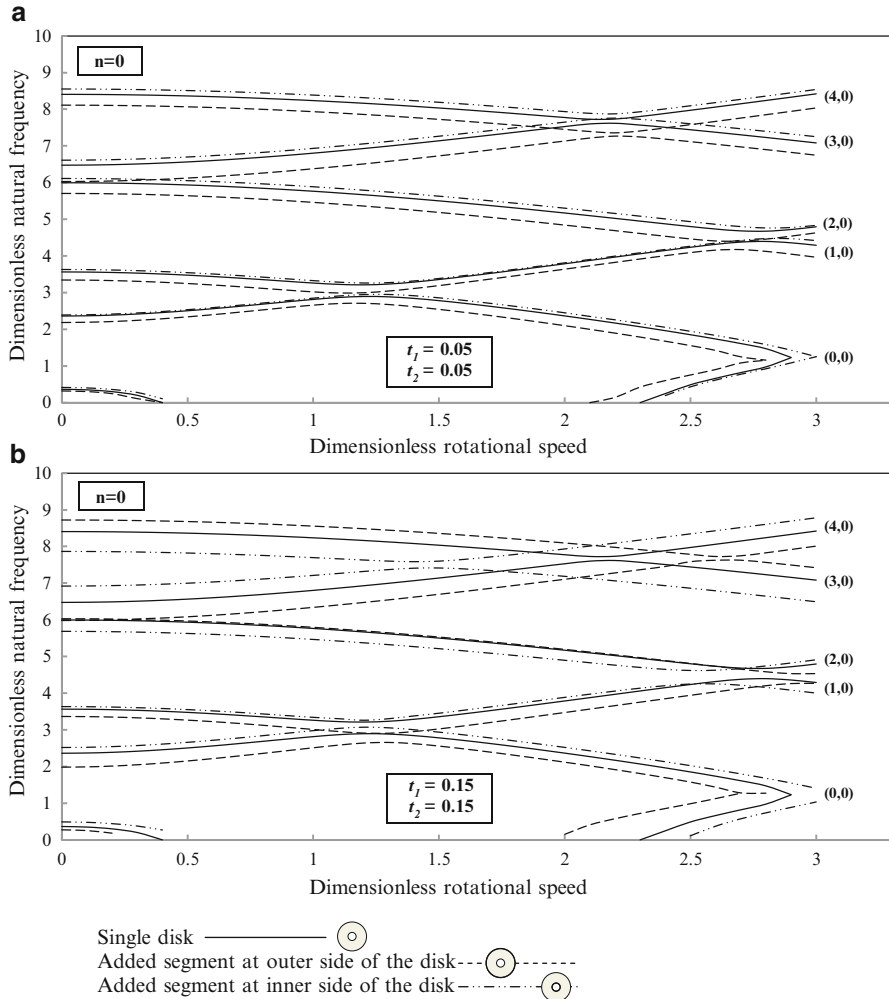 a
10
9
8
7
6
5
4
3
2
1
0
Dimensionless natural frequency
n=0
(4,0)
(3,0)
(2,0)
(1,0)
(0,0)
t1 = 0.05
t2 = 0.05
0 0.5 1 1.5 2 2.5 3
Dimensionless rotational speed
b
10
9
8
7
6
5
4
3
2
1
0
Dimensionless natural frequency
n=0
(4,0)
(3,0)
(2,0)
(1,0)
(0,0)
t1 = 0.15
t2 = 0.15
0 0.5 1 1.5 2 2.5 3
Dimensionless rotational speed
Single disk
Added segment at outer side of the disk
Added segment at inner side of the disk